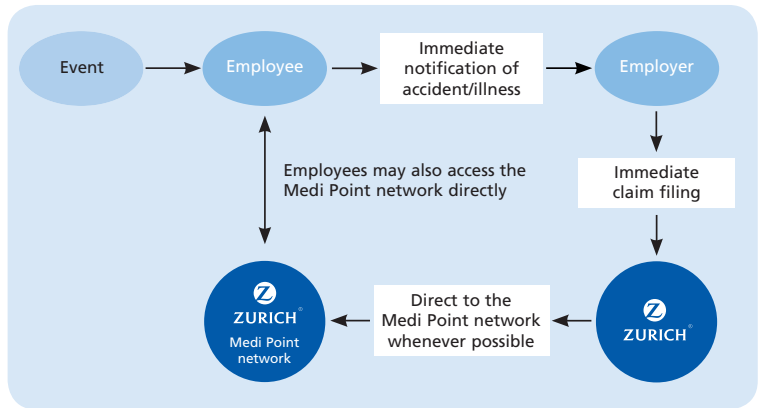 Event
Employee
Immediate
notification of
accident/illness
Employer
Employees may also access the
Medi Point network directly
Immediate
claim filing
Z
ZURICH®
Medi Point
network
Direct to the
Medi Point network
whenever possible
Z
ZURICH®